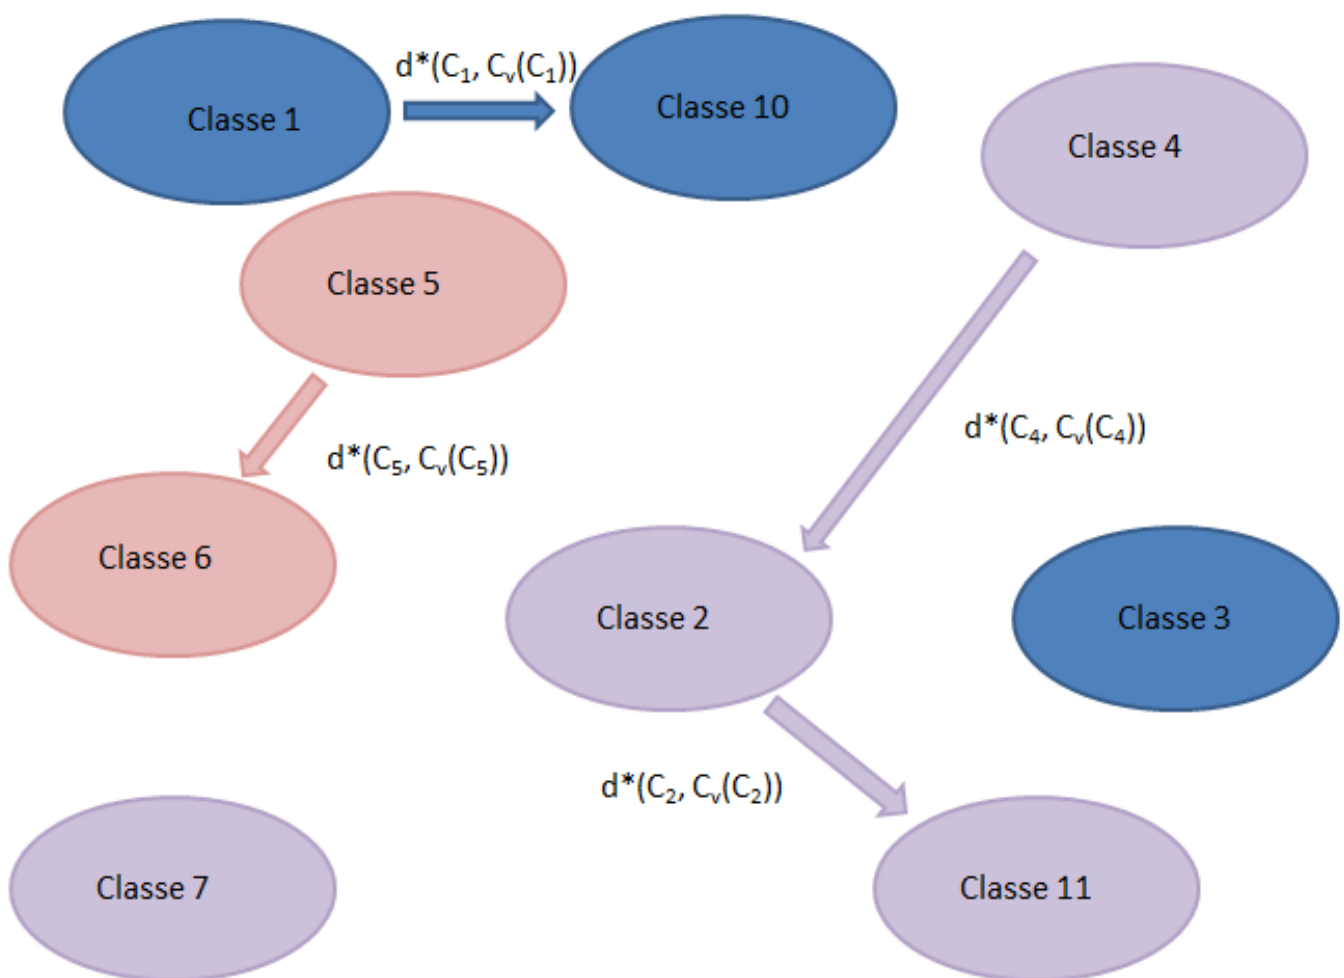 d*(C₁, Cᵥ(C₁))
Classe 1
Classe 10
Classe 4
Classe 5
d*(C₄, Cᵥ(C₄))
d*(C₅, Cᵥ(C₅))
Classe 6
Classe 2
Classe 3
d*(C₂, Cᵥ(C₂))
Classe 7
Classe 11